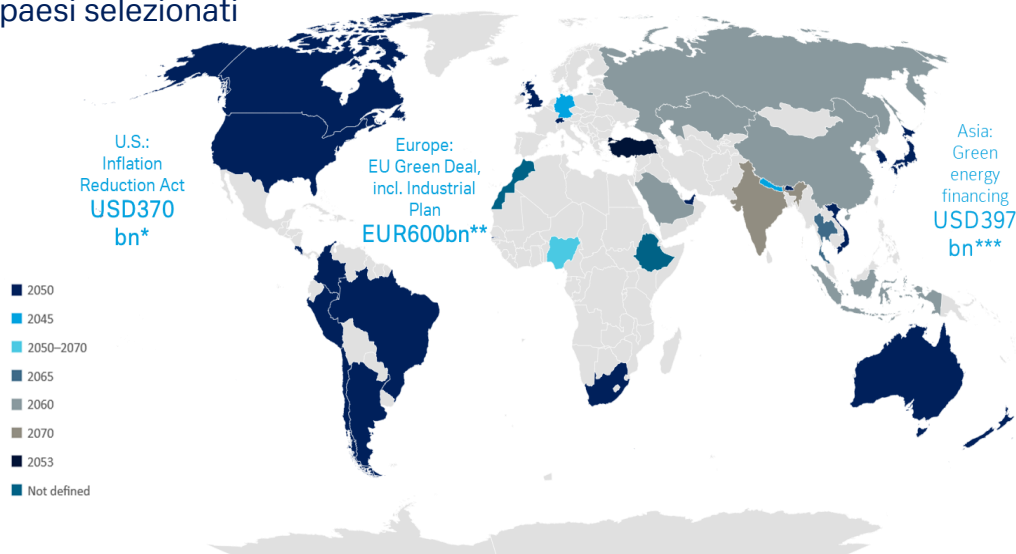 paesi selezionati
U.S.:
Inflation
Reduction Act
USD370
bn*
Europe:
EU Green Deal,
incl. Industrial
Plan
EUR600bn**
Asia:
Green
energy
financing
USD397
bn***
2050
2045
2050–2070
2065
2060
2070
2053
Not defined